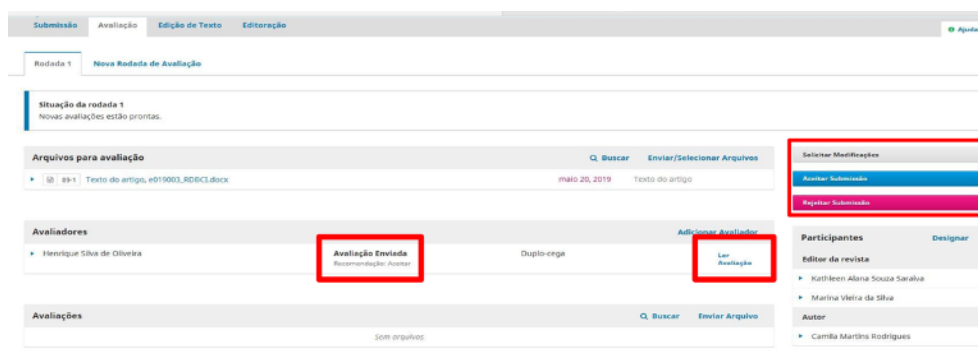 Submissão Avaliação Edição de Texto Editoração
Ajuda
Rodada 1 Nova Rodada de Avaliação
Situação da rodada 1
Novas avaliações estão prontas.
Arquivos para avaliação Buscar Enviar/Selecionar Arquivos
89-1 Texto do artigo, e019003_RDBCI.docx maio 20, 2019 Texto do artigo
Avaliadores Adicionar Avaliador
Henrique Silva de Oliveira Avaliação Enviada Duplo-cega Ler
Recomendação: Aceitar Avaliação
Avaliações Buscar Enviar Arquivo
Sem arquivos
Solicitar Modificações
Aceitar Submissão
Rejeitar Submissão
Participantes Designar
Editor da revista
Kathleen Alana Souza Saraiva
Marina Vieira da Silva
Autor
Camila Martins Rodrigues